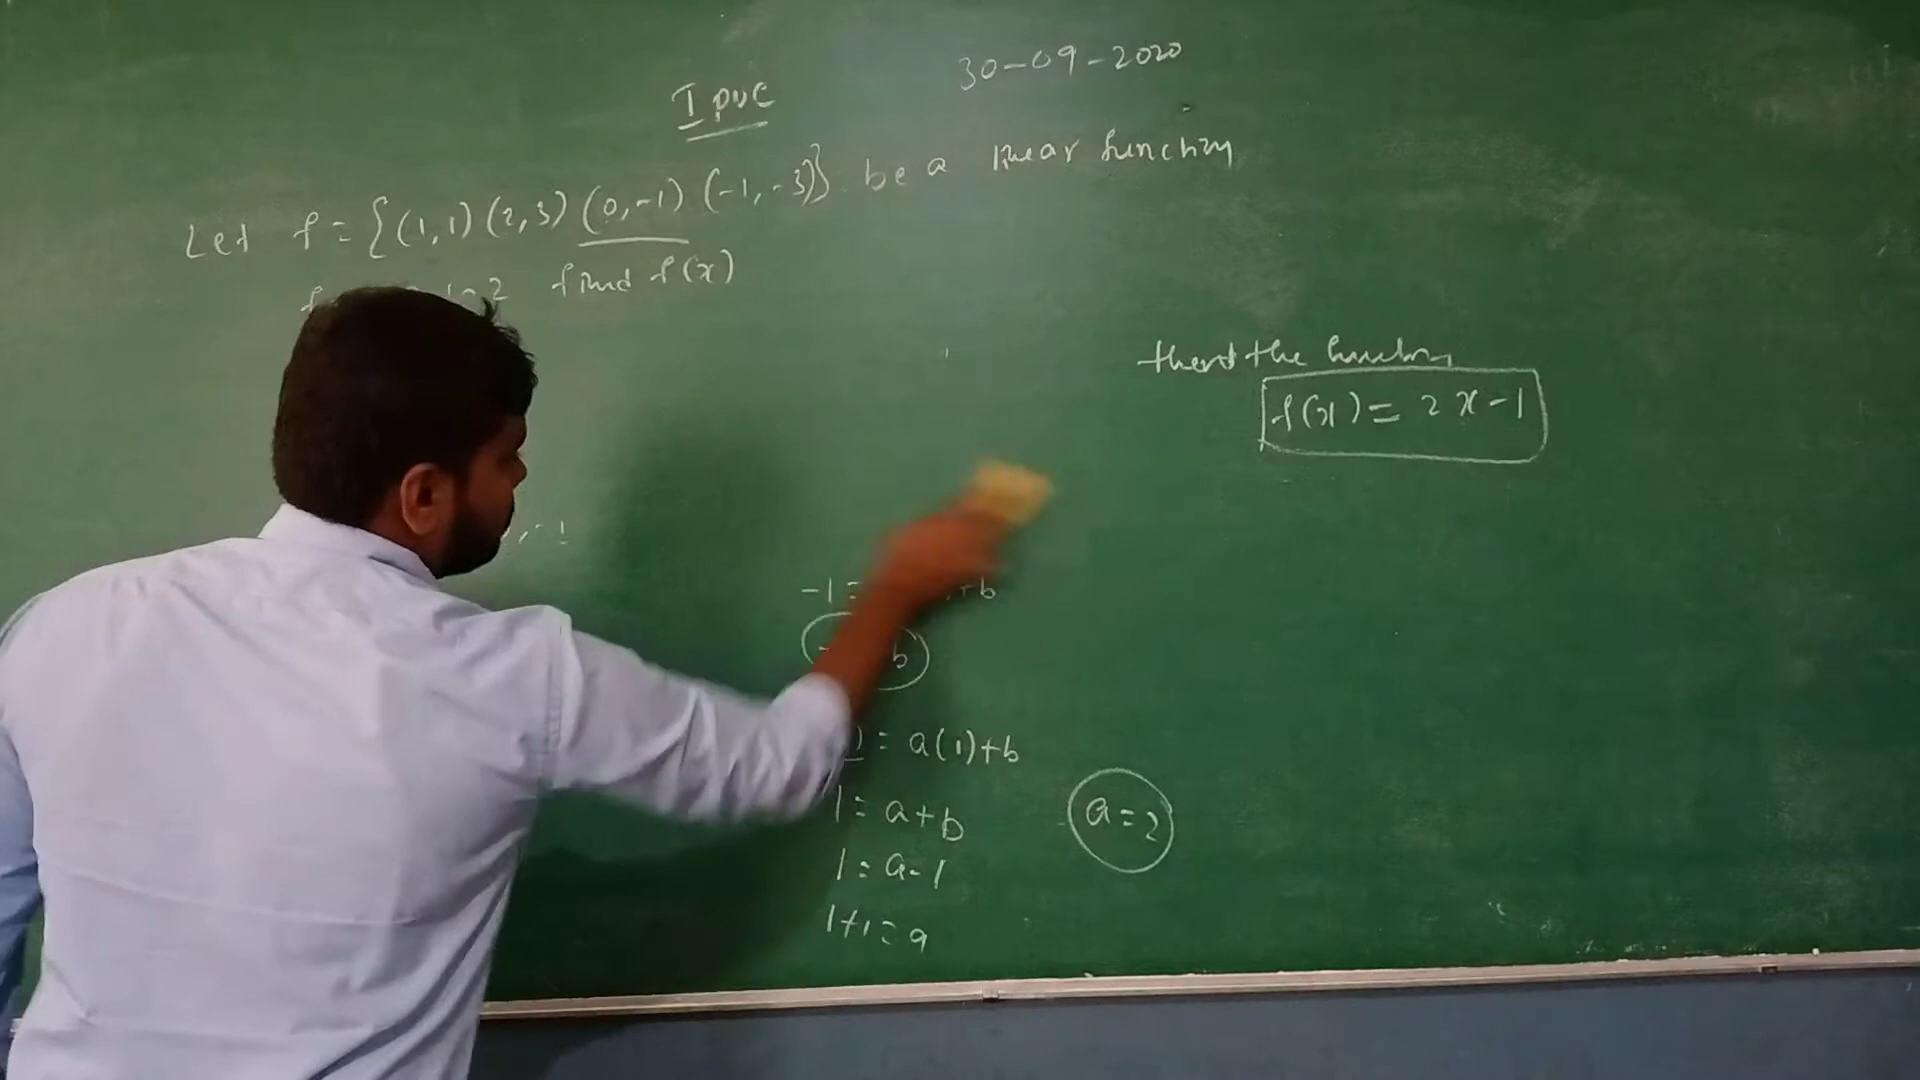 I PUC
30-09-2020
Let f = {(1,1) (2,3) (0,-1) (-1,-3)} be a linear function
2 find f(x)
the function
f(x) = 2x-1
-1 = +b
b
) = a(1)+b
1 = a+b
a=2
1 = a-1
1+1=a